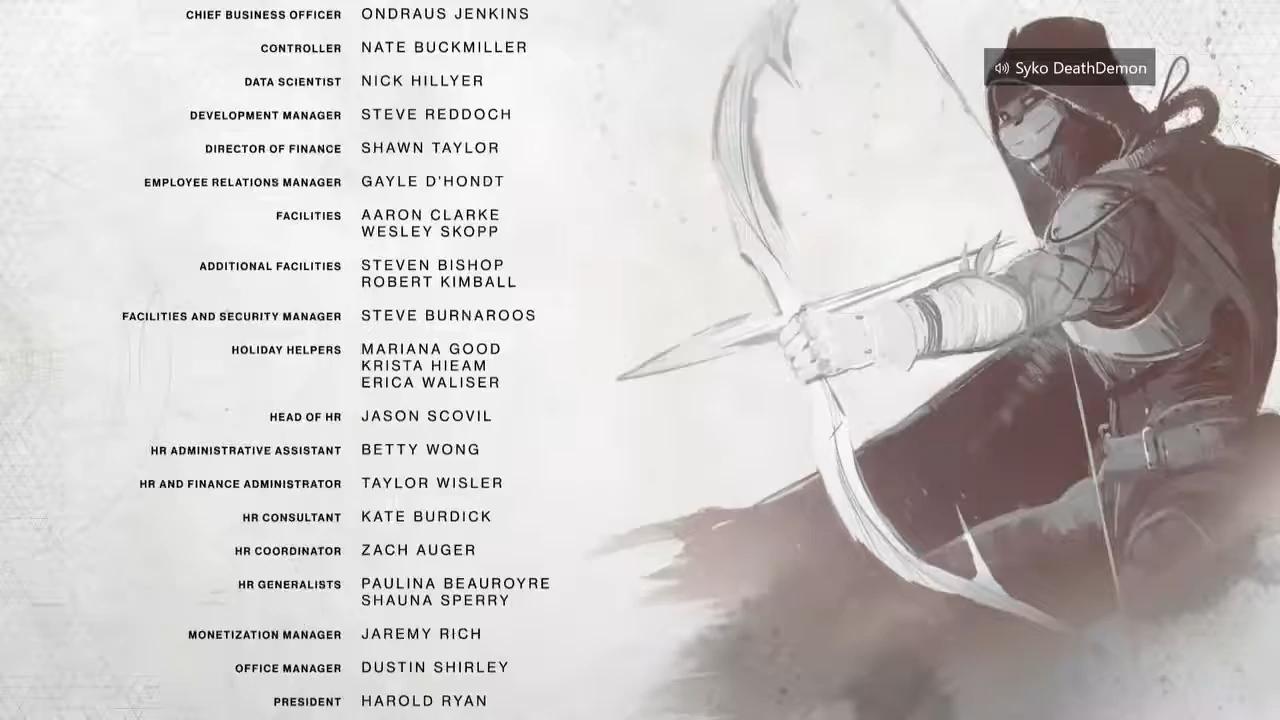 CHIEF BUSINESS OFFICER ONDRAUS JENKINS
CONTROLLER NATE BUCKMILLER
Syko DeathDemon
DATA SCIENTIST NICK HILLYER
DEVELOPMENT MANAGER STEVE REDDOCH
DIRECTOR OF FINANCE SHAWN TAYLOR
EMPLOYEE RELATIONS MANAGER GAYLE D'HONDT
FACILITIES AARON CLARKE
WESLEY SKOPP
ADDITIONAL FACILITIES STEVEN BISHOP
ROBERT KIMBALL
FACILITIES AND SECURITY MANAGER STEVE BURNAROOS
HOLIDAY HELPERS MARIANA GOOD
KRISTA HIEAM
ERICA WALISER
HEAD OF HR JASON SCOVIL
HR ADMINISTRATIVE ASSISTANT BETTY WONG
HR AND FINANCE ADMINISTRATOR TAYLOR WISLER
HR CONSULTANT KATE BURDICK
HR COORDINATOR ZACH AUGER
HR GENERALISTS PAULINA BEAUROYRE
SHAUNA SPERRY
MONETIZATION MANAGER JAREMY RICH
OFFICE MANAGER DUSTIN SHIRLEY
PRESIDENT HAROLD RYAN